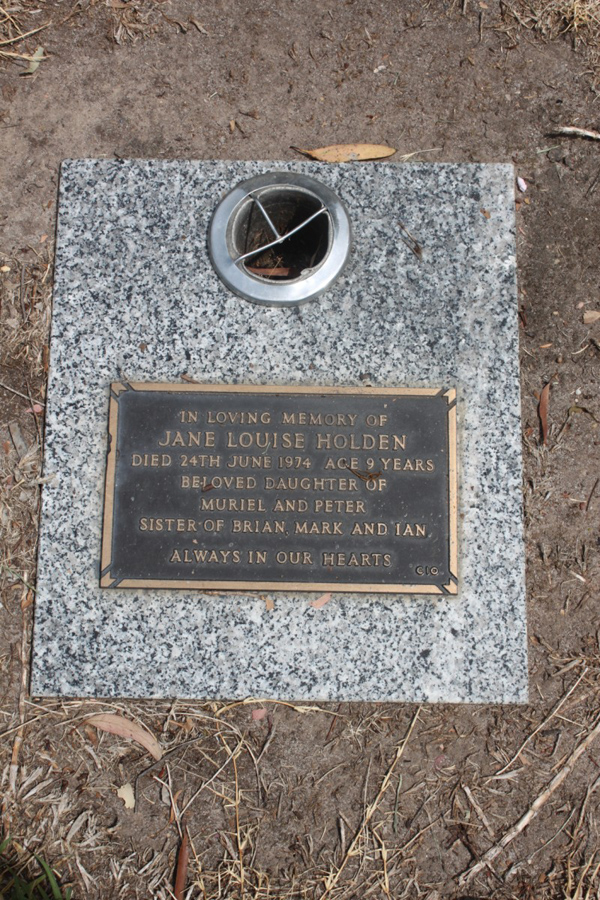 IN LOVING MEMORY OF
JANE LOUISE HOLDEN
DIED 24TH JUNE 1974 AGE 9 YEARS
BELOVED DAUGHTER OF
MURIEL AND PETER
SISTER OF BRIAN, MARK AND IAN
ALWAYS IN OUR HEARTS